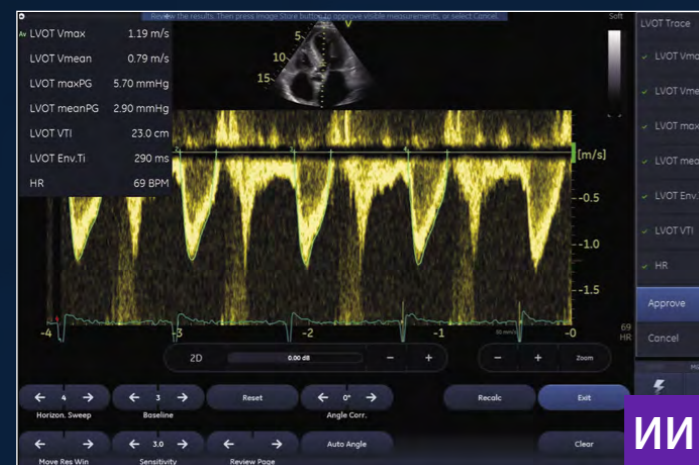 Review the results. Then press image Store button to approve visible measurements, or select Cancel.
Soft
LVOT Trace
Av LVOT Vmax 1.19 m/s
LVOT Vmean 0.79 m/s
LVOT maxPG 5.70 mmHg
LVOT meanPG 2.90 mmHg
LVOT VTI 23.0 cm
LVOT Env.Ti 290 ms
HR 69 BPM
V
5
10
15
[m/s]
-0.5
-1.0
-1.5
-4 -3 -2 -1 -0
69
HR
LVOT
LVOT
LVOT
LVOT
LVOT Env.
LVOT VTI
HR
Approve
Cancel
2D 0.00 dB - + - + Zoom
← 4 → ← 3 → Reset ← 0° → Recalc Exit
Horizon. Sweep Baseline Angle Corr.
← → ← 3.0 → ← → Auto Angle Clear
Move Res Win Sensitivity Review Page
ИИ